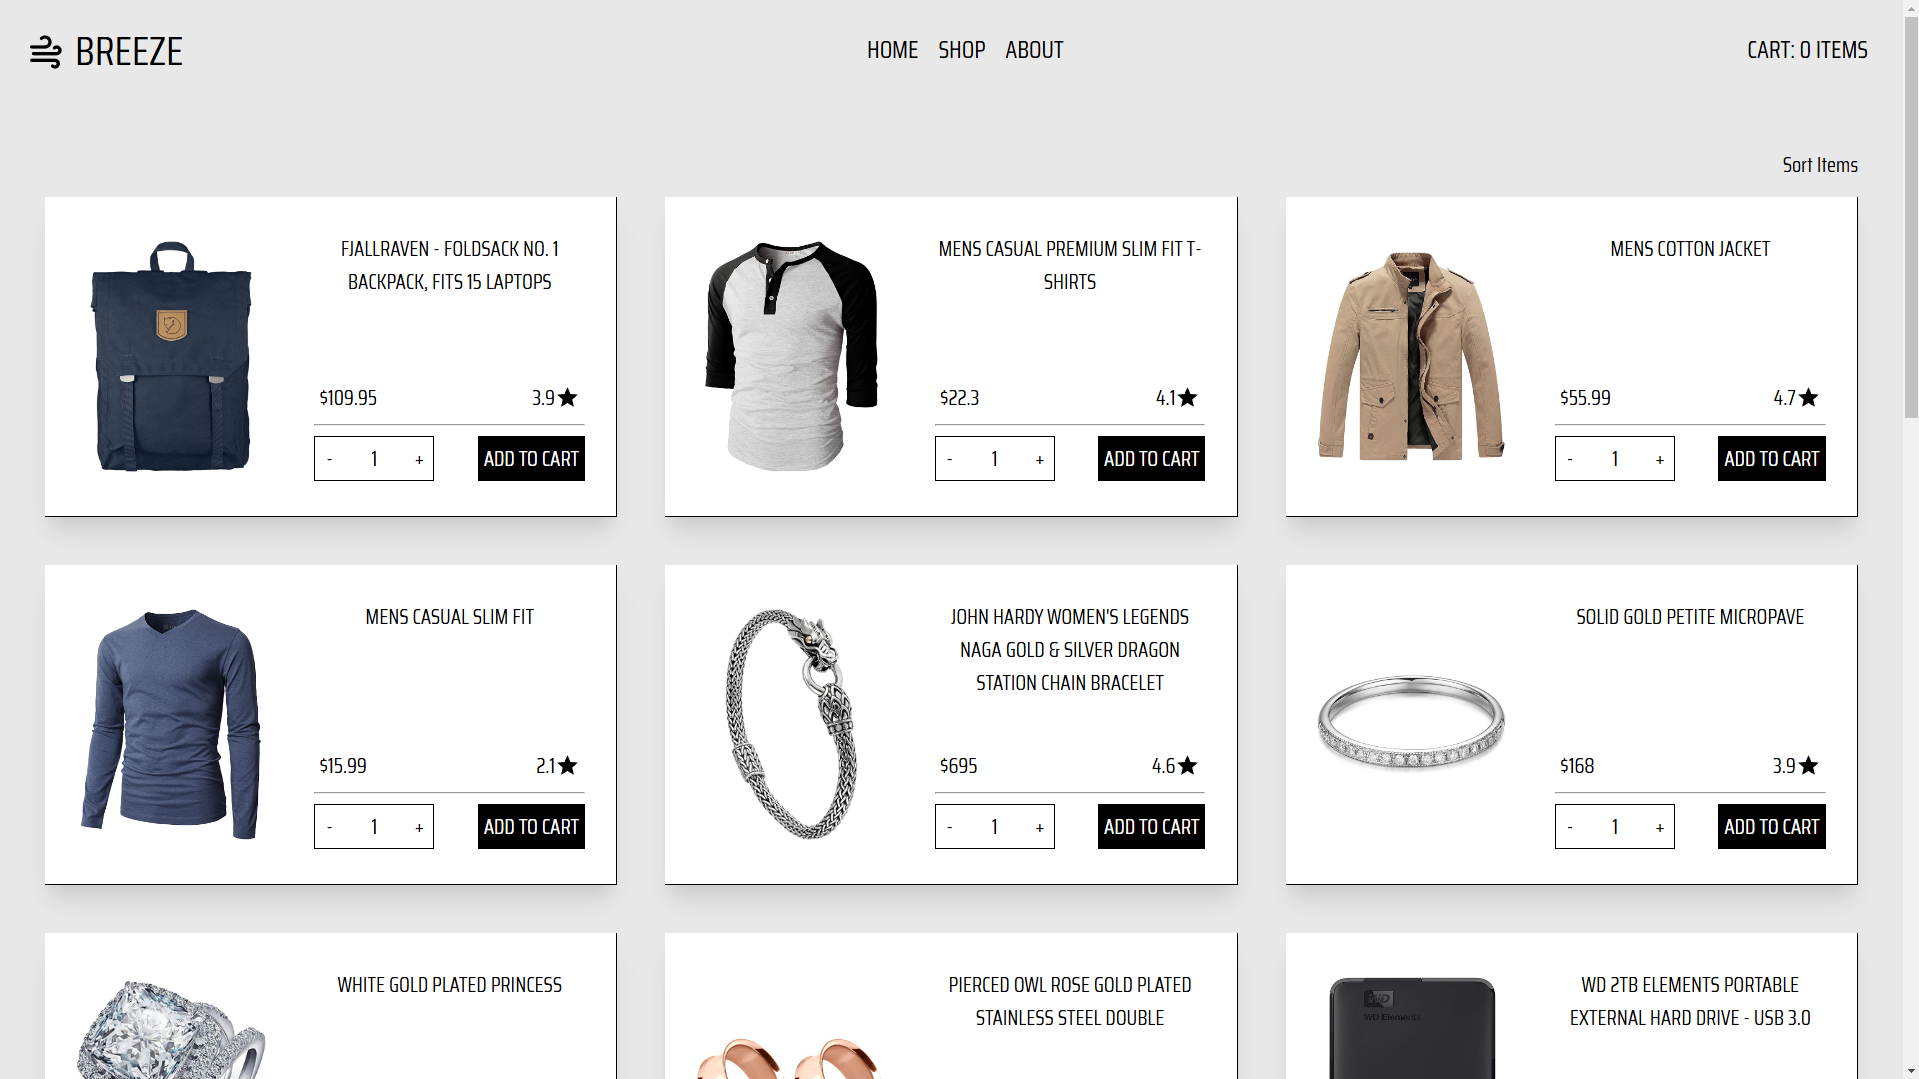 BREEZE
HOME SHOP ABOUT
CART: 0 ITEMS
Sort Items
FJALLRAVEN - FOLDSACK NO. 1
BACKPACK, FITS 15 LAPTOPS
$109.95 3.9
- 1 + ADD TO CART
MENS CASUAL PREMIUM SLIM FIT T-
SHIRTS
$22.3 4.1
- 1 + ADD TO CART
MENS COTTON JACKET
$55.99 4.7
- 1 + ADD TO CART
MENS CASUAL SLIM FIT
$15.99 2.1
- 1 + ADD TO CART
JOHN HARDY WOMEN'S LEGENDS
NAGA GOLD & SILVER DRAGON
STATION CHAIN BRACELET
$695 4.6
- 1 + ADD TO CART
SOLID GOLD PETITE MICROPAVE
$168 3.9
- 1 + ADD TO CART
WHITE GOLD PLATED PRINCESS
PIERCED OWL ROSE GOLD PLATED
STAINLESS STEEL DOUBLE
WD
WD Elements
WD 2TB ELEMENTS PORTABLE
EXTERNAL HARD DRIVE - USB 3.0